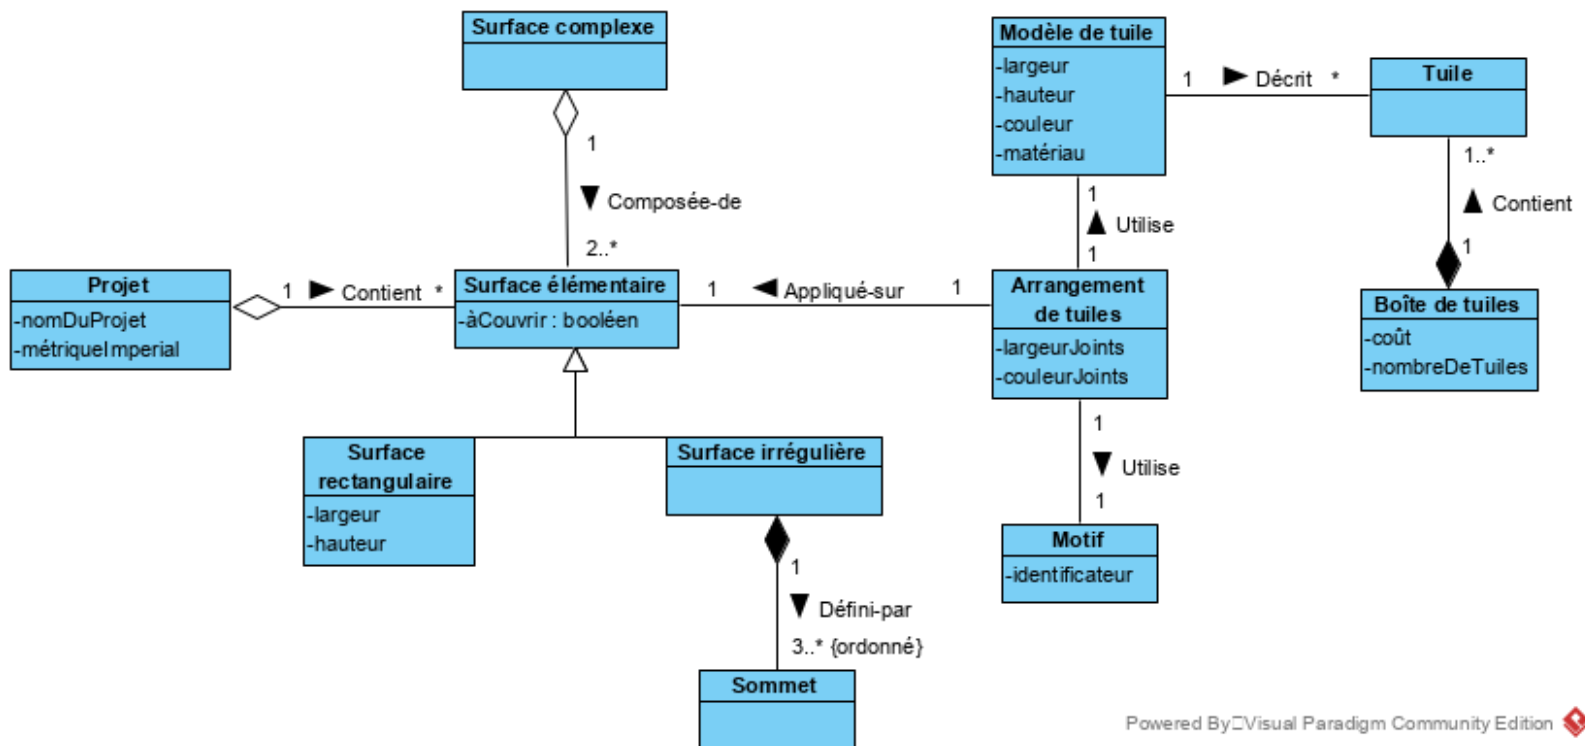 Surface complexe
1
Composée-de
2..*
Projet
-nomDuProjet
-métriqueImperial
1 Contient *
Surface élémentaire
-àCouvrir : booléen
1 Appliqué-sur 1
Surface
rectangulaire
-largeur
-hauteur
Surface irrégulière
1
Défini-par
3..* {ordonné}
Sommet
Modèle de tuile
-largeur
-hauteur
-couleur
-matériau
1 Décrit *
Tuile
1..*
Contient
1
Boîte de tuiles
-coût
-nombreDeTuiles
1
Utilise
1
Arrangement
de tuiles
-largeurJoints
-couleurJoints
1
Utilise
1
Motif
-identificateur
Powered By□Visual Paradigm Community Edition